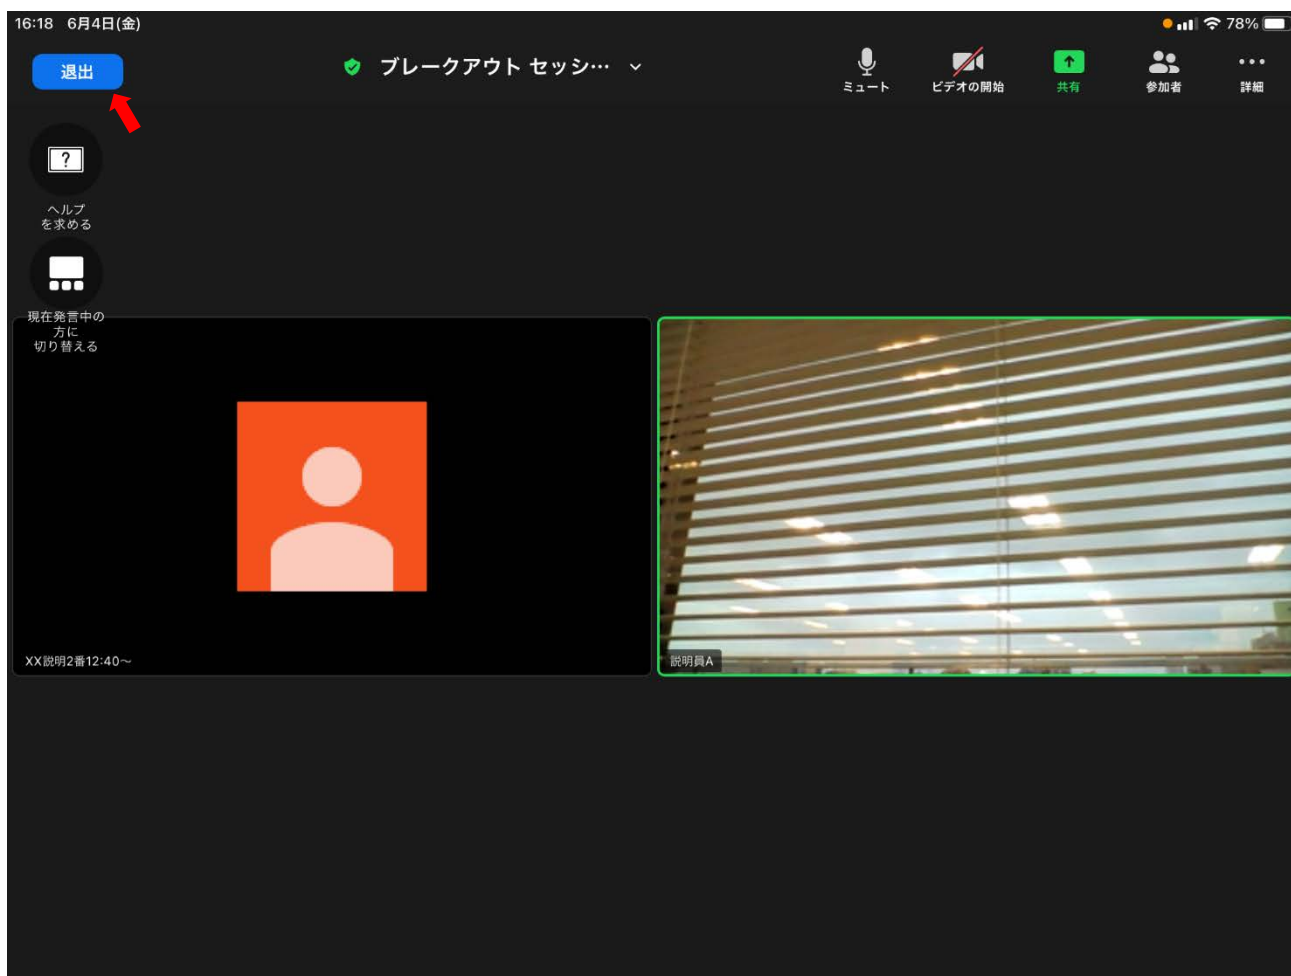 16:18 6月4日(金)
78%
退出
ブレークアウト セッシ…
ミュート
ビデオの開始
共有
参加者
詳細
?
ヘルプ
を求める
現在発言中の
方に
切り替える
XX説明2番12:40～
説明員A